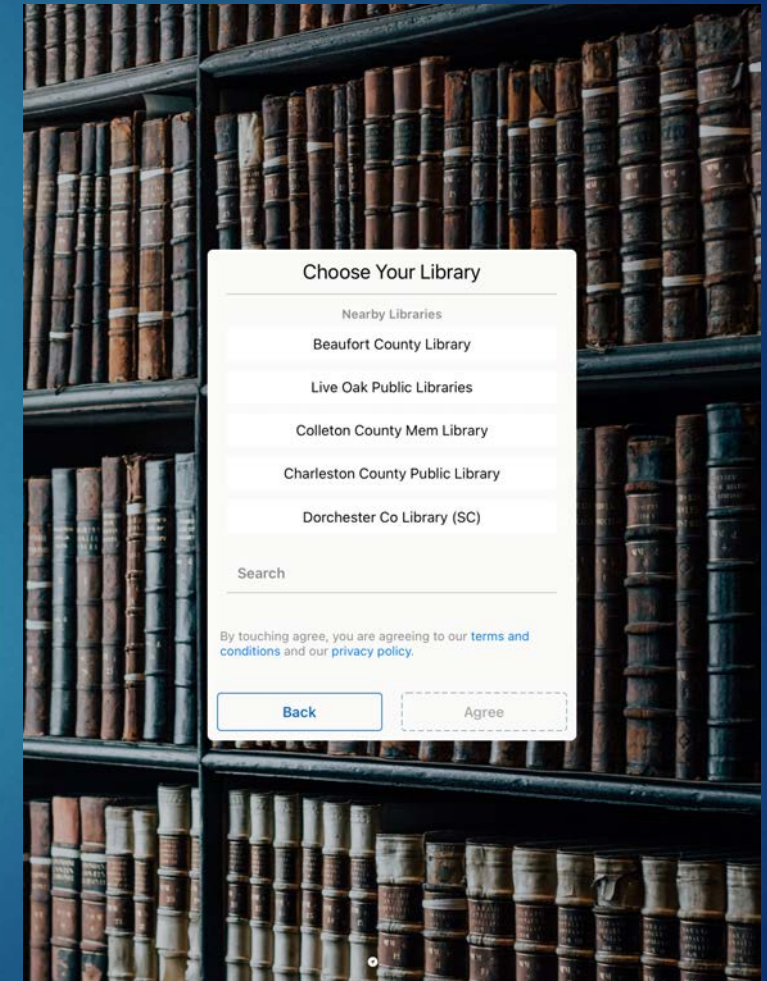 Choose Your Library
Nearby Libraries
Beaufort County Library
Live Oak Public Libraries
Colleton County Mem Library
Charleston County Public Library
Dorchester Co Library (SC)
Search
By touching agree, you are agreeing to our terms and
conditions and our privacy policy.
Back
Agree